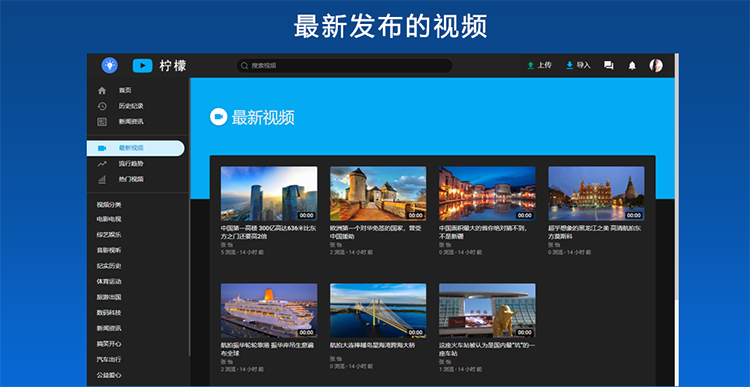 最新发布的视频
柠檬
搜索视频
上传
导入
首页
历史纪录
新闻资讯
最新视频
流行趋势
热门视频
视频分类
电影电视
综艺娱乐
音影视听
纪实历史
体育运动
旅游出国
数码科技
新闻资讯
搞笑开心
汽车出行
公益爱心
最新视频
00:00
中国第一高楼 300亿高达636米比东
方之门还要高2倍
张 怡
5 浏览 · 14 小时 前
00:00
欧洲第一个对华免签的国家，曾受
中国援助
张 怡
2 浏览 · 14 小时 前
00:00
中国面积最大的省你绝对猜不到，
不是新疆
张 怡
0 浏览 · 14 小时 前
00:00
超乎想象的黑龙江之美 高清航拍东
方莫斯科
张 怡
0 浏览 · 14 小时 前
00:00
航拍振华轮轮寒潮 振华岸吊生意遍
布全球
张 怡
2 浏览 · 14 小时 前
00:00
航拍大连神越岛星海湾跨海大桥
张 怡
0 浏览 · 14 小时 前
00:00
这座火车站被认为是国内最"坑"的一
座车站
张 怡
1 浏览 · 14 小时 前